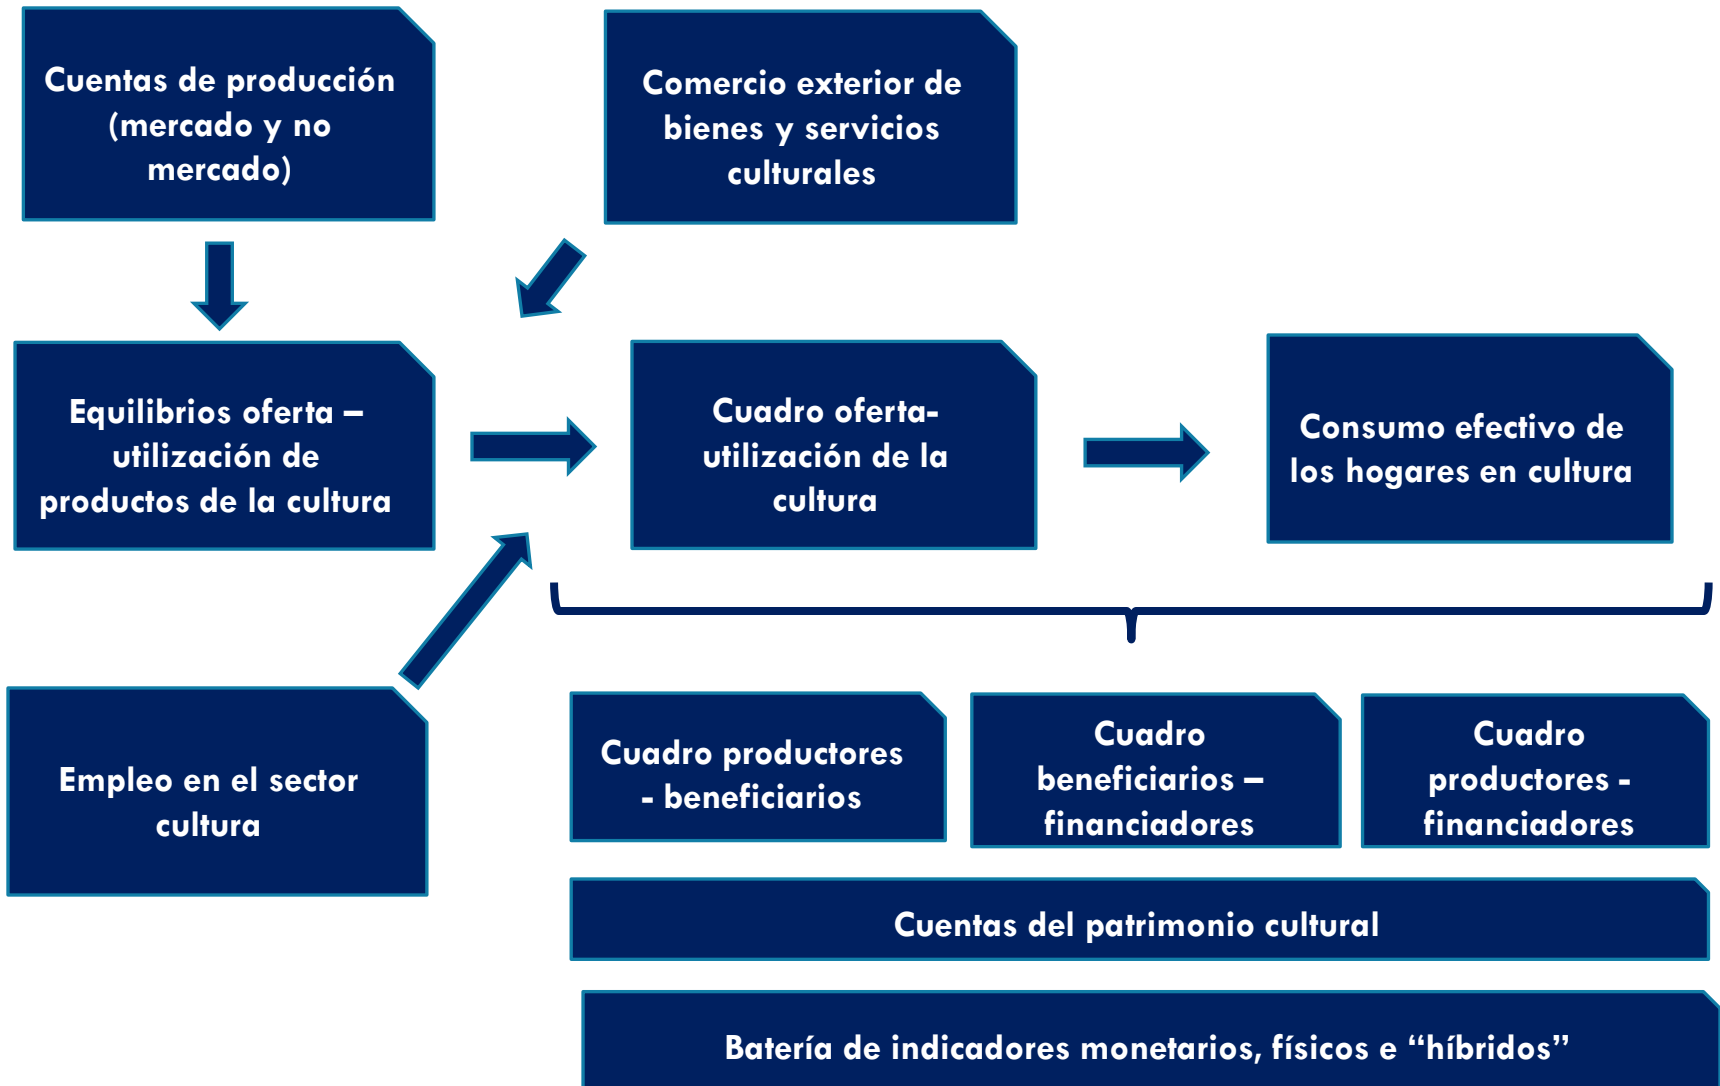 Cuentas de producción
(mercado y no
mercado)
Comercio exterior de
bienes y servicios
culturales
Equilibrios oferta –
utilización de
productos de la cultura
Cuadro oferta-
utilización de la
cultura
Consumo efectivo de
los hogares en cultura
Empleo en el sector
cultura
Cuadro productores
- beneficiarios
Cuadro
beneficiarios –
financiadores
Cuadro
productores -
financiadores
Cuentas del patrimonio cultural
Batería de indicadores monetarios, físicos e “híbridos”